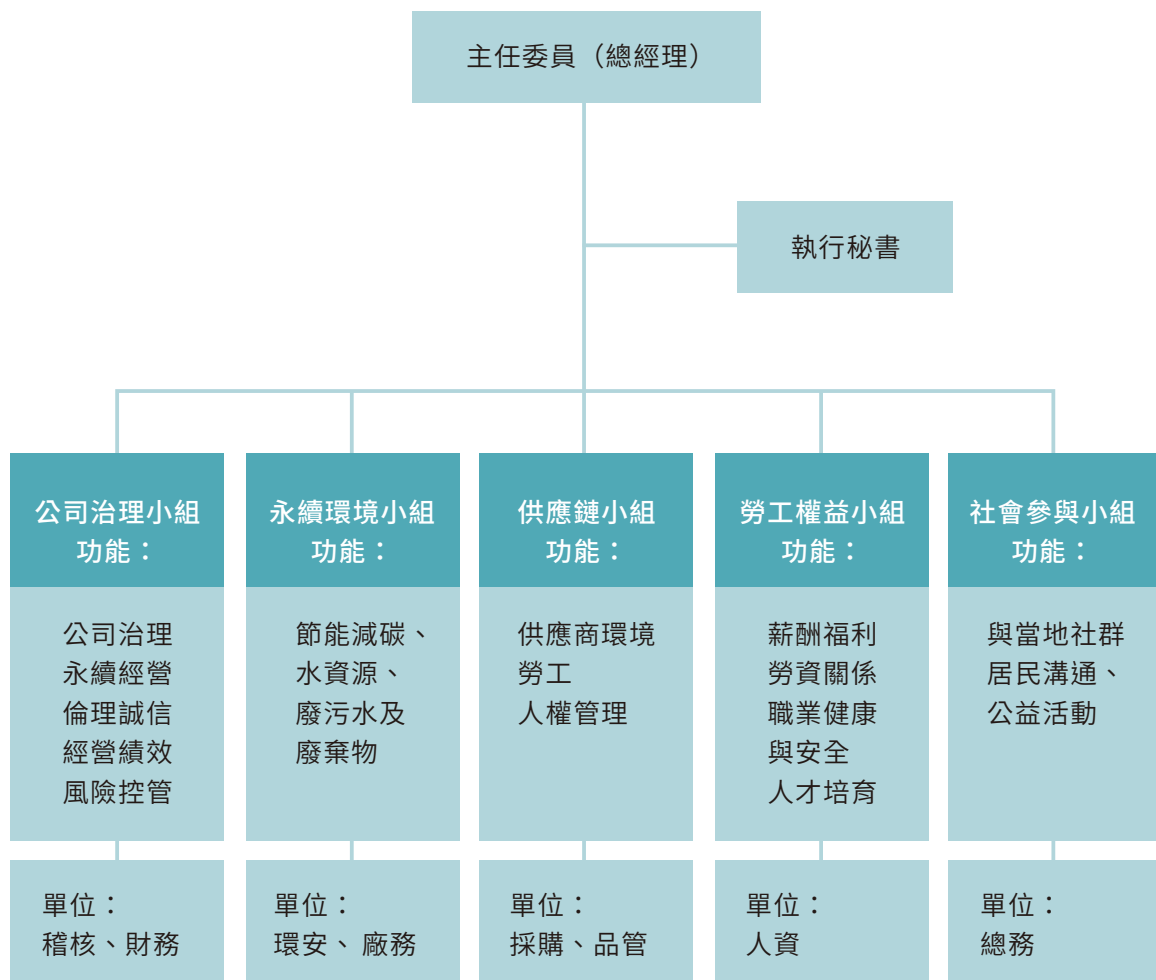 主任委員（總經理）
執行秘書
公司治理小組
功能：
公司治理
永續經營
倫理誠信
經營績效
風險控管
單位：
稽核、財務
永續環境小組
功能：
節能減碳、
水資源、
廢污水及
廢棄物
單位：
環安、 廠務
供應鏈小組
功能：
供應商環境
勞工
人權管理
單位：
採購、品管
勞工權益小組
功能：
薪酬福利
勞資關係
職業健康
與安全
人才培育
單位：
人資
社會參與小組
功能：
與當地社群
居民溝通、
公益活動
單位：
總務